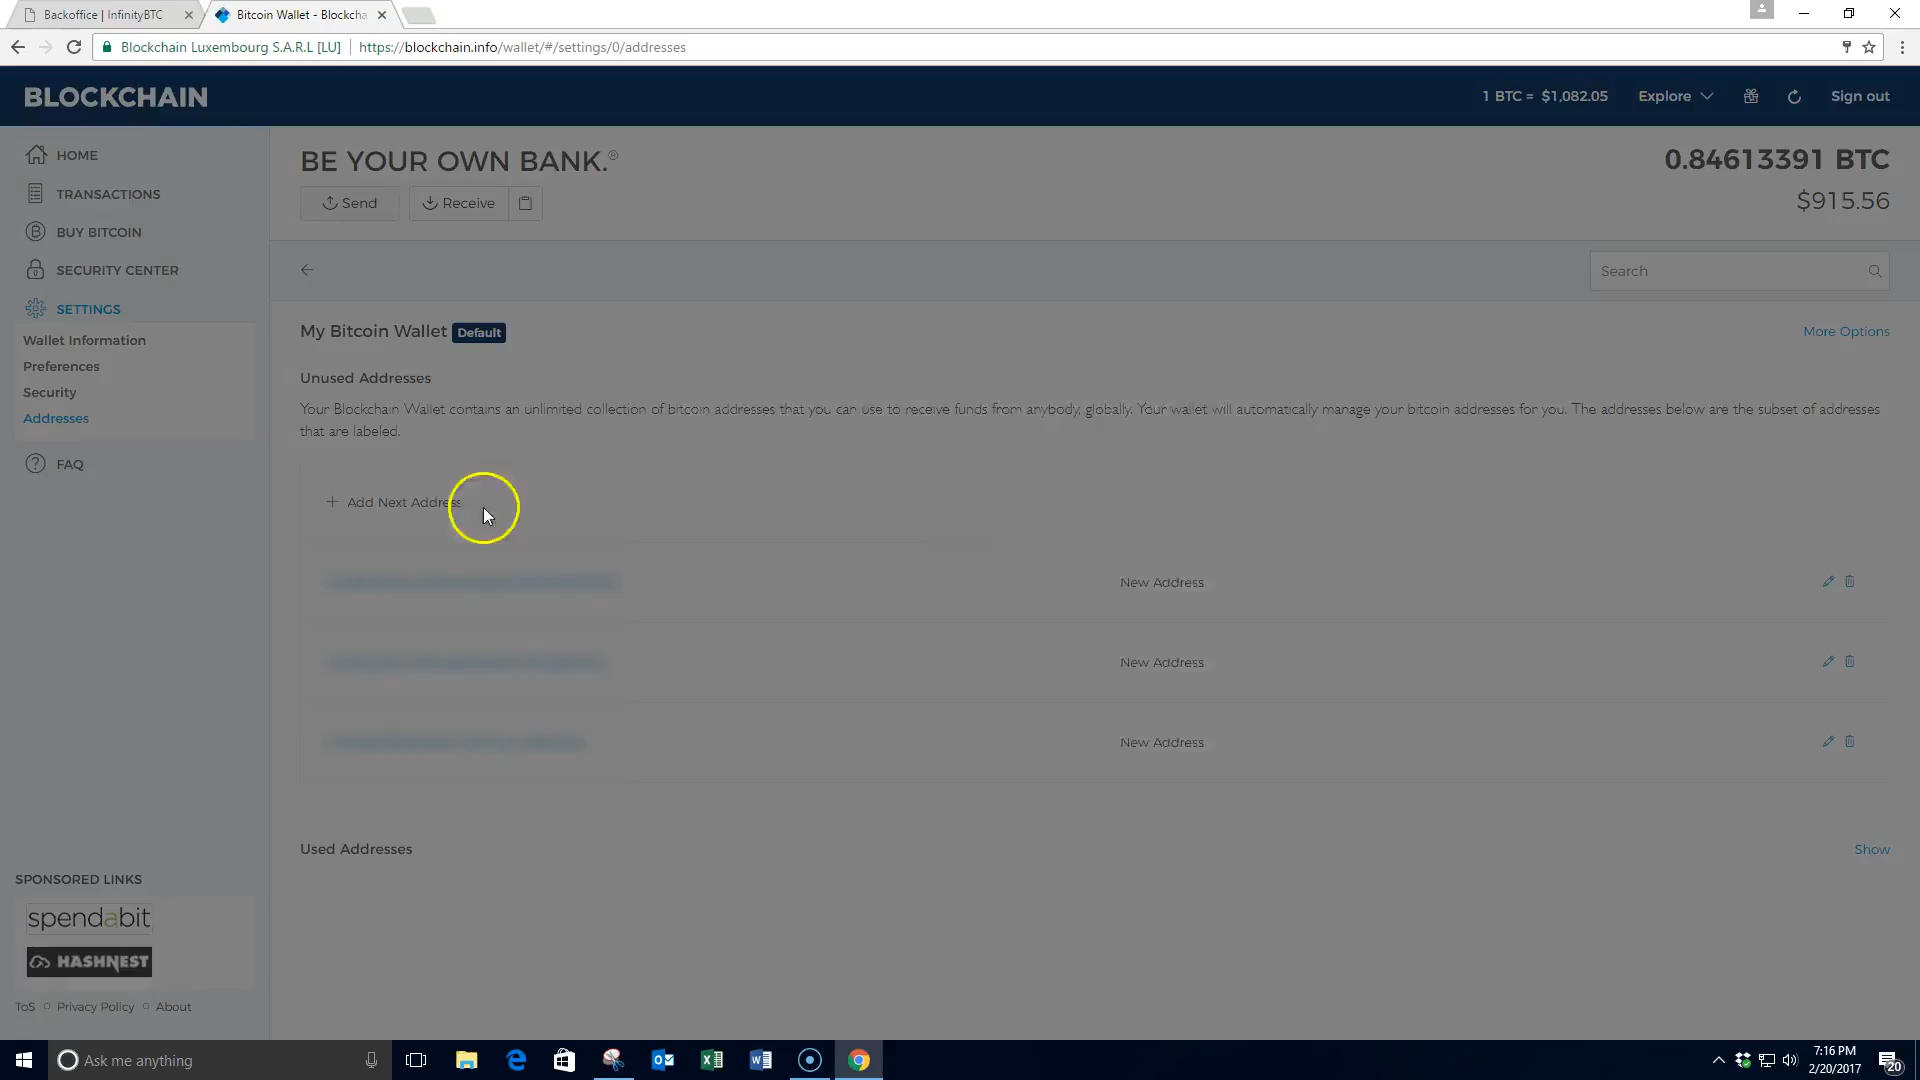 Backoffice | InfinityBTC
Bitcoin Wallet - Blockcha
Blockchain Luxembourg S.A.R.L [LU]
https://blockchain.info/wallet/#/settings/0/addresses
BLOCKCHAIN
1 BTC = $1,082.05
Explore
Sign out
HOME
TRANSACTIONS
BUY BITCOIN
SECURITY CENTER
SETTINGS
Wallet Information
Preferences
Security
Addresses
FAQ
BE YOUR OWN BANK.®
0.84613391 BTC
$915.56
Send
Receive
Search
My Bitcoin Wallet Default
More Options
Unused Addresses
Your Blockchain Wallet contains an unlimited collection of bitcoin addresses that you can use to receive funds from anybody, globally. Your wallet will automatically manage your bitcoin addresses for you. The addresses below are the subset of addresses
that are labeled.
+ Add Next Address
New Address
New Address
New Address
Used Addresses
Show
SPONSORED LINKS
spendabit
HASHNEST
ToS
Privacy Policy
About
Ask me anything
7:16 PM
2/20/2017
20